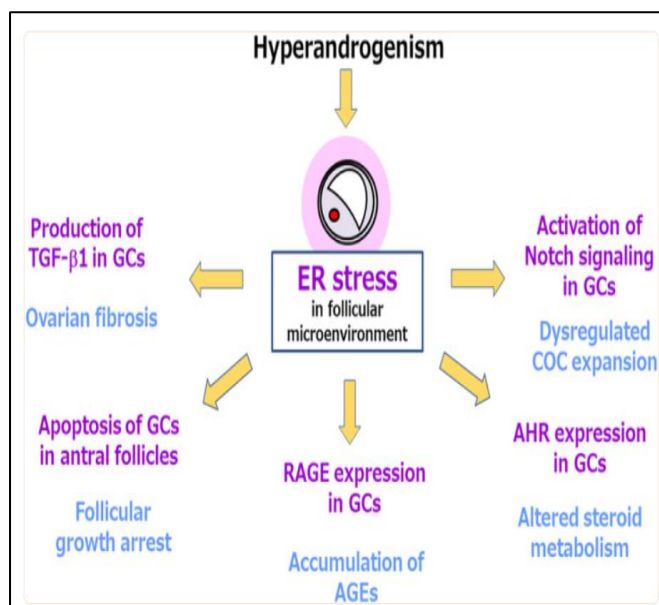 Hyperandrogenism
Production of
TGF-β1 in GCs
Ovarian fibrosis
ER stress
in follicular
microenvironment
Activation of
Notch signaling
in GCs
Dysregulated
COC expansion
Apoptosis of GCs
in antral follicles
Follicular
growth arrest
RAGE expression
in GCs
Accumulation of
AGEs
AHR expression
in GCs
Altered steroid
metabolism